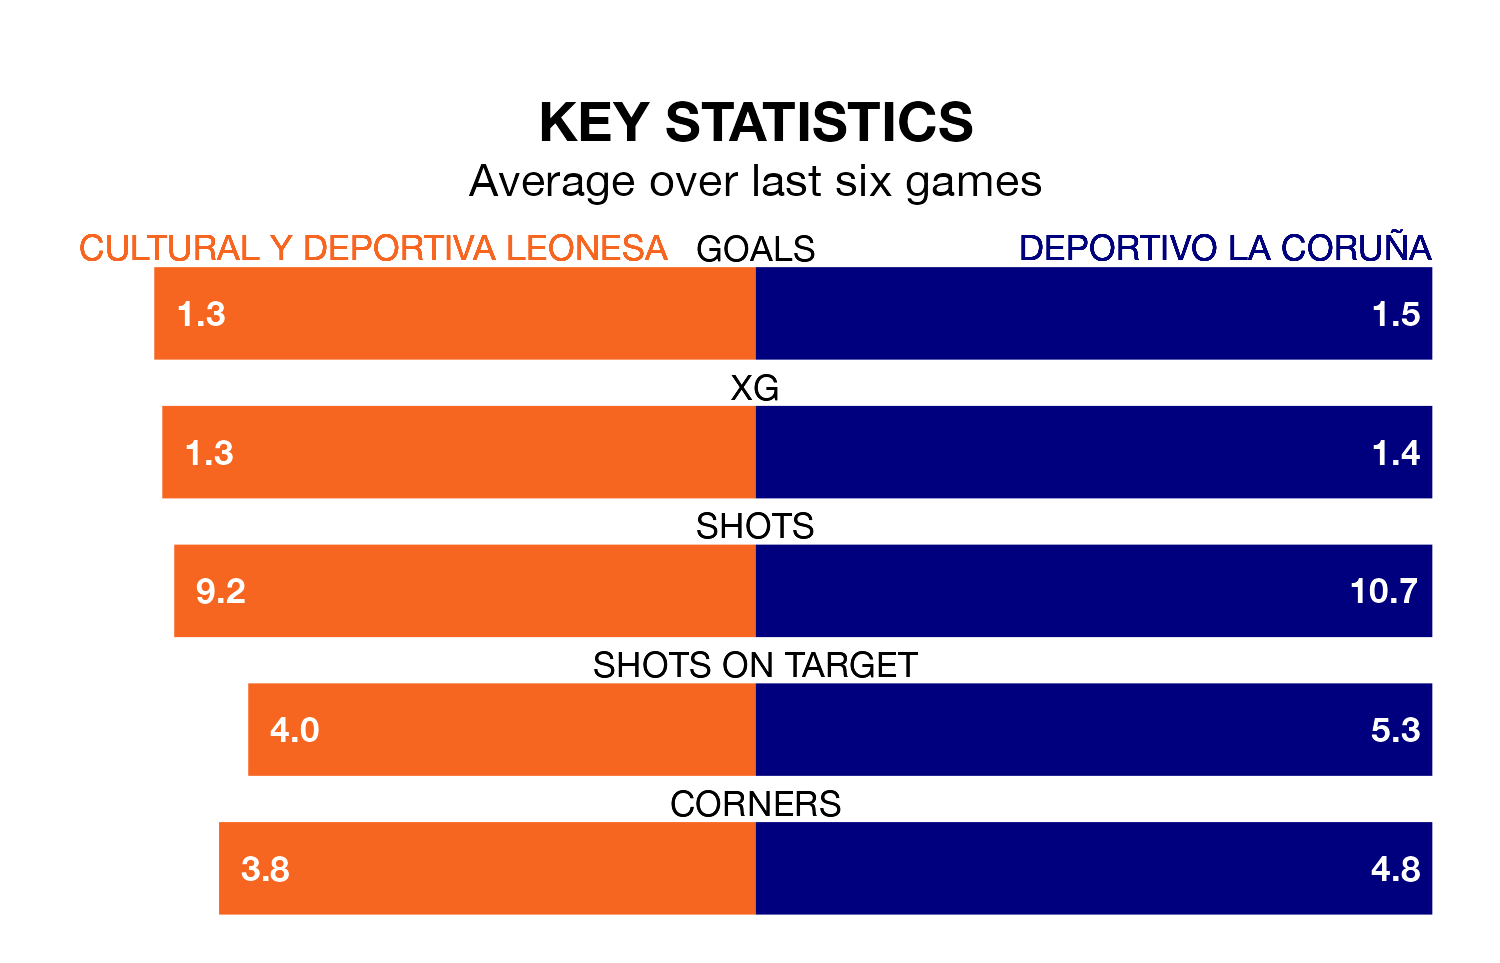 KEY STATISTICS
Average over last six games
CULTURAL Y DEPORTIVA LEONESA GOALS DEPORTIVO LA CORUÑA
1.3 1.5
XG
1.3 1.4
SHOTS
9.2 10.7
SHOTS ON TARGET
4.0 5.3
CORNERS
3.8 4.8